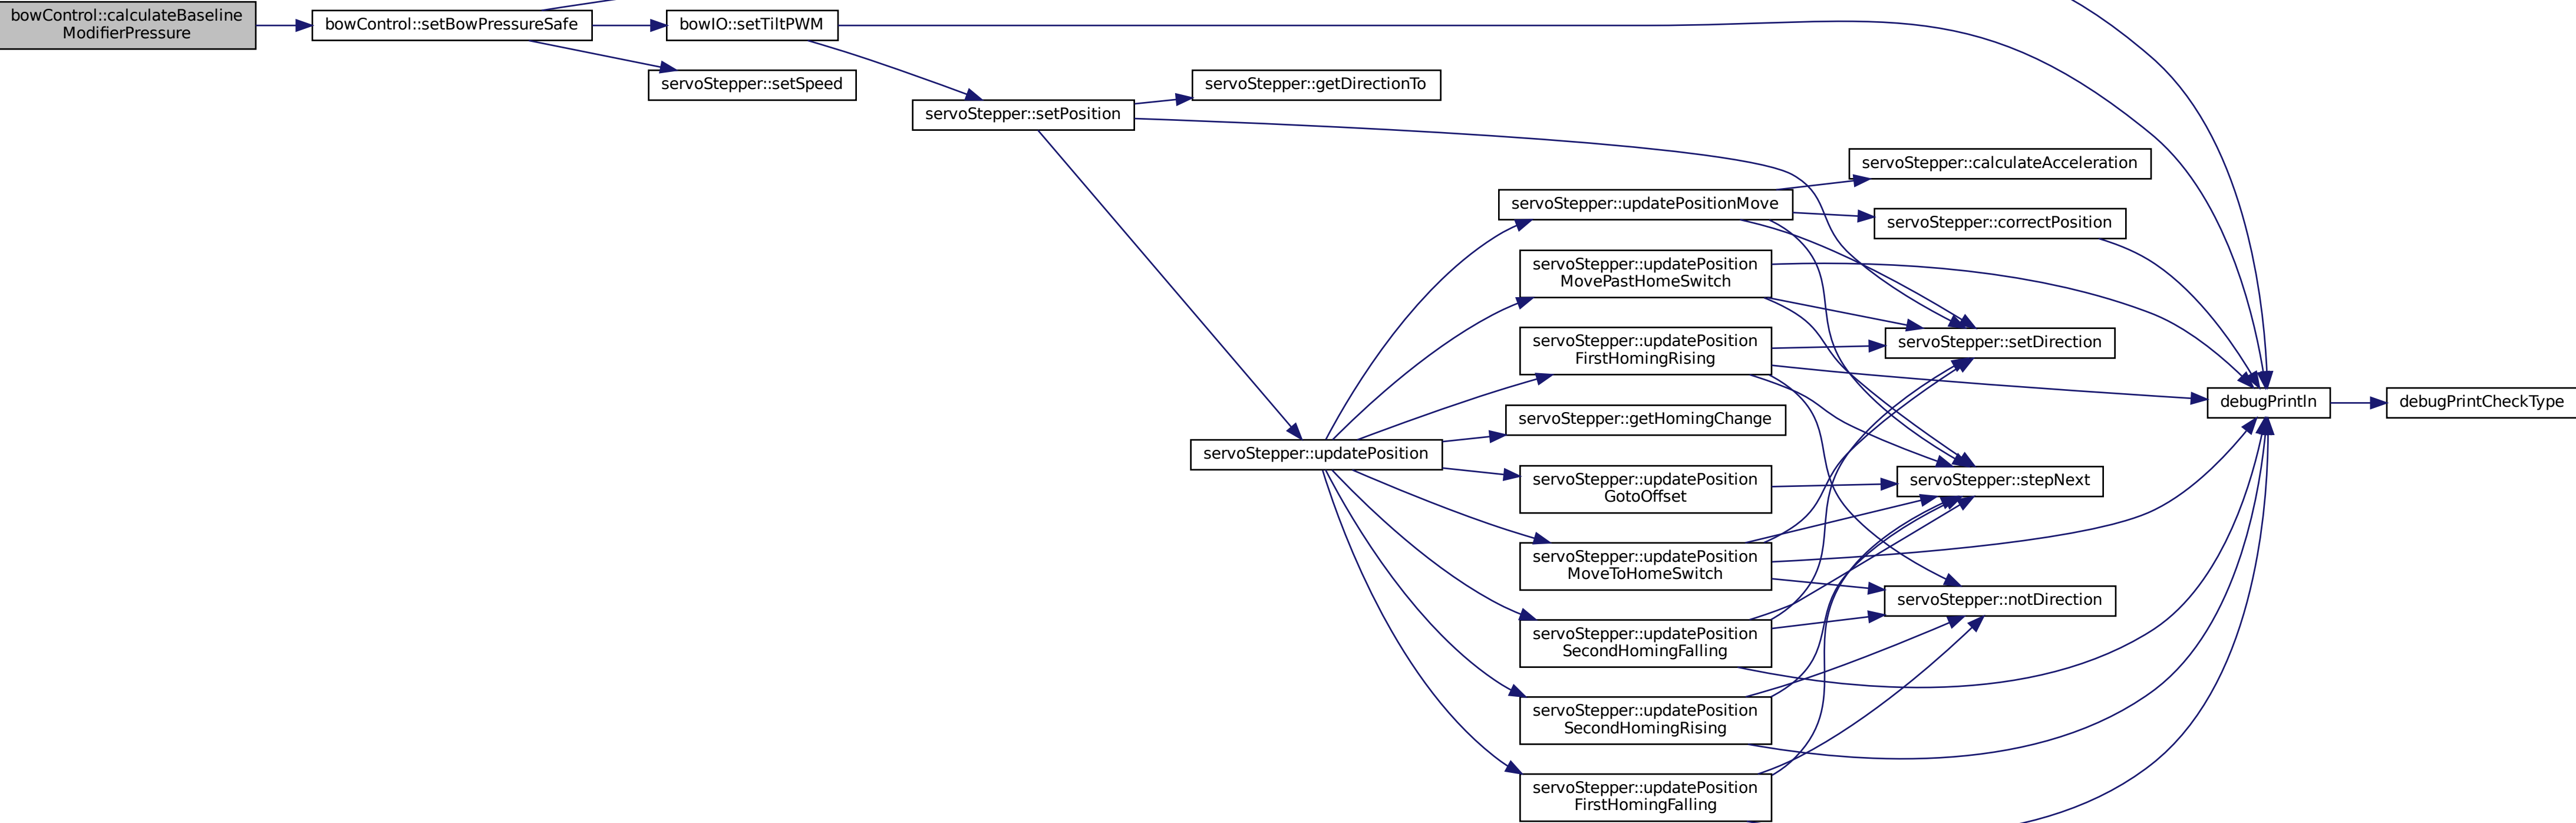 bowControl::calculateBaseline
ModifierPressure
bowControl::setBowPressureSafe
bowIO::setTiltPWM
servoStepper::setSpeed
servoStepper::setPosition
servoStepper::getDirectionTo
servoStepper::updatePosition
servoStepper::updatePositionMove
servoStepper::updatePosition
MovePastHomeSwitch
servoStepper::updatePosition
FirstHomingRising
servoStepper::getHomingChange
servoStepper::updatePosition
GotoOffset
servoStepper::updatePosition
MoveToHomeSwitch
servoStepper::updatePosition
SecondHomingFalling
servoStepper::updatePosition
SecondHomingRising
servoStepper::updatePosition
FirstHomingFalling
servoStepper::calculateAcceleration
servoStepper::correctPosition
servoStepper::setDirection
servoStepper::stepNext
servoStepper::notDirection
debugPrintln
debugPrintCheckType